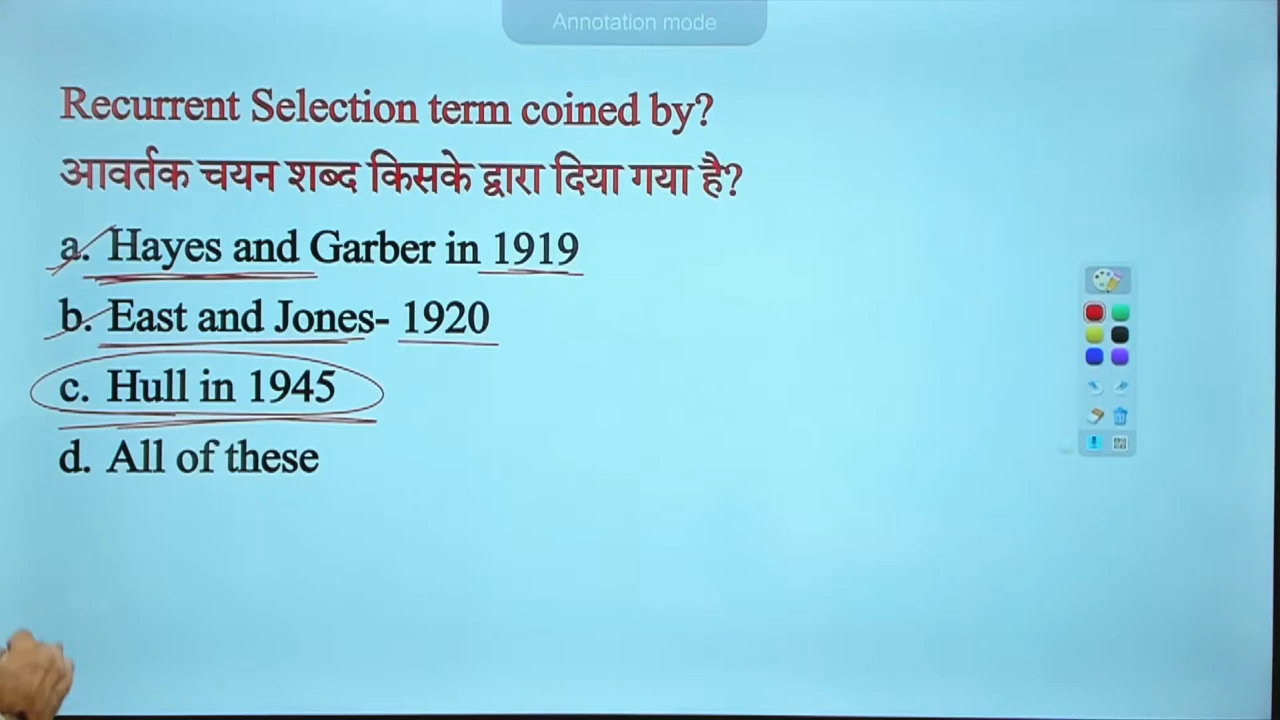 Annotation mode
Recurrent Selection term coined by?
आवर्तक चयन शब्द किसके द्वारा दिया गया है?
a. Hayes and Garber in 1919
b. East and Jones- 1920
c. Hull in 1945
d. All of these